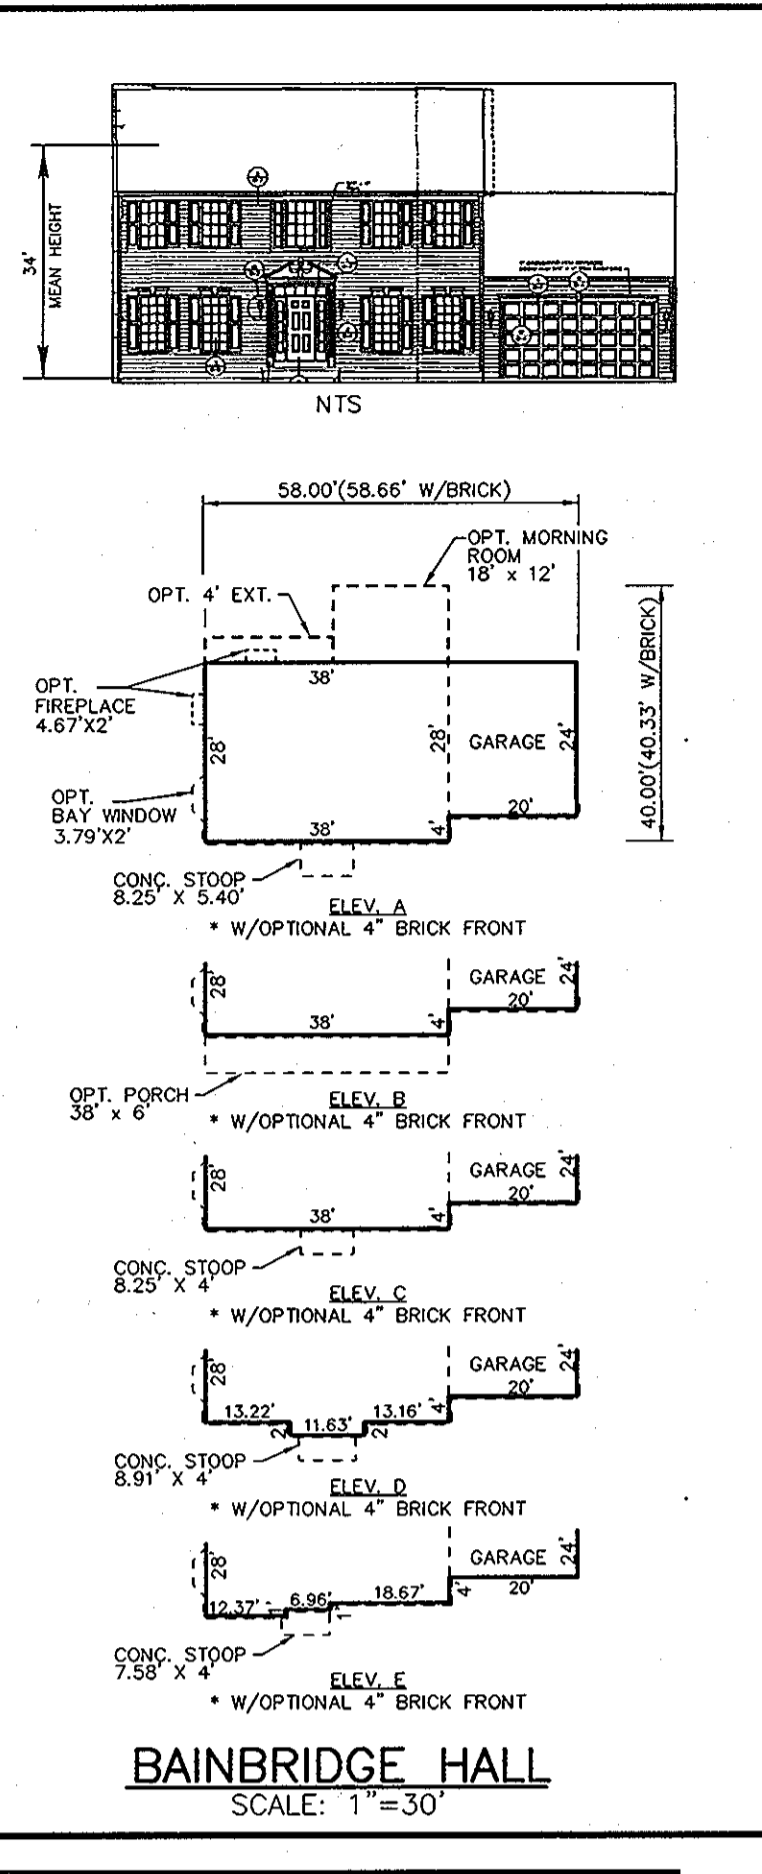 34'
MEAN HEIGHT
NTS
58.00'(58.66' W/BRICK)
OPT. MORNING
ROOM
18' x 12'
OPT. 4' EXT.
38'
OPT.
FIREPLACE
4.67'X2'
28'
28'
GARAGE
24'
40.00'(40.33' W/BRICK)
OPT.
BAY WINDOW
3.79'X2'
20'
38'
4'
CONC. STOOP
8.25' X 5.40'
ELEV. A
* W/OPTIONAL 4" BRICK FRONT
28'
GARAGE
24'
20'
38'
4'
OPT. PORCH
38' x 6'
ELEV. B
* W/OPTIONAL 4" BRICK FRONT
28'
GARAGE
24'
20'
38'
4'
CONC. STOOP
8.25' X 4'
ELEV. C
* W/OPTIONAL 4" BRICK FRONT
28'
GARAGE
24'
20'
13.22'
11.63'
13.16'
4'
2'
2'
CONC. STOOP
8.91' X 4'
ELEV. D
* W/OPTIONAL 4" BRICK FRONT
28'
GARAGE
24'
20'
12.37'
6.96'
18.67'
4'
1'
1'
CONC. STOOP
7.58' X 4'
ELEV. E
* W/OPTIONAL 4" BRICK FRONT
BAINBRIDGE HALL
SCALE: 1"=30'